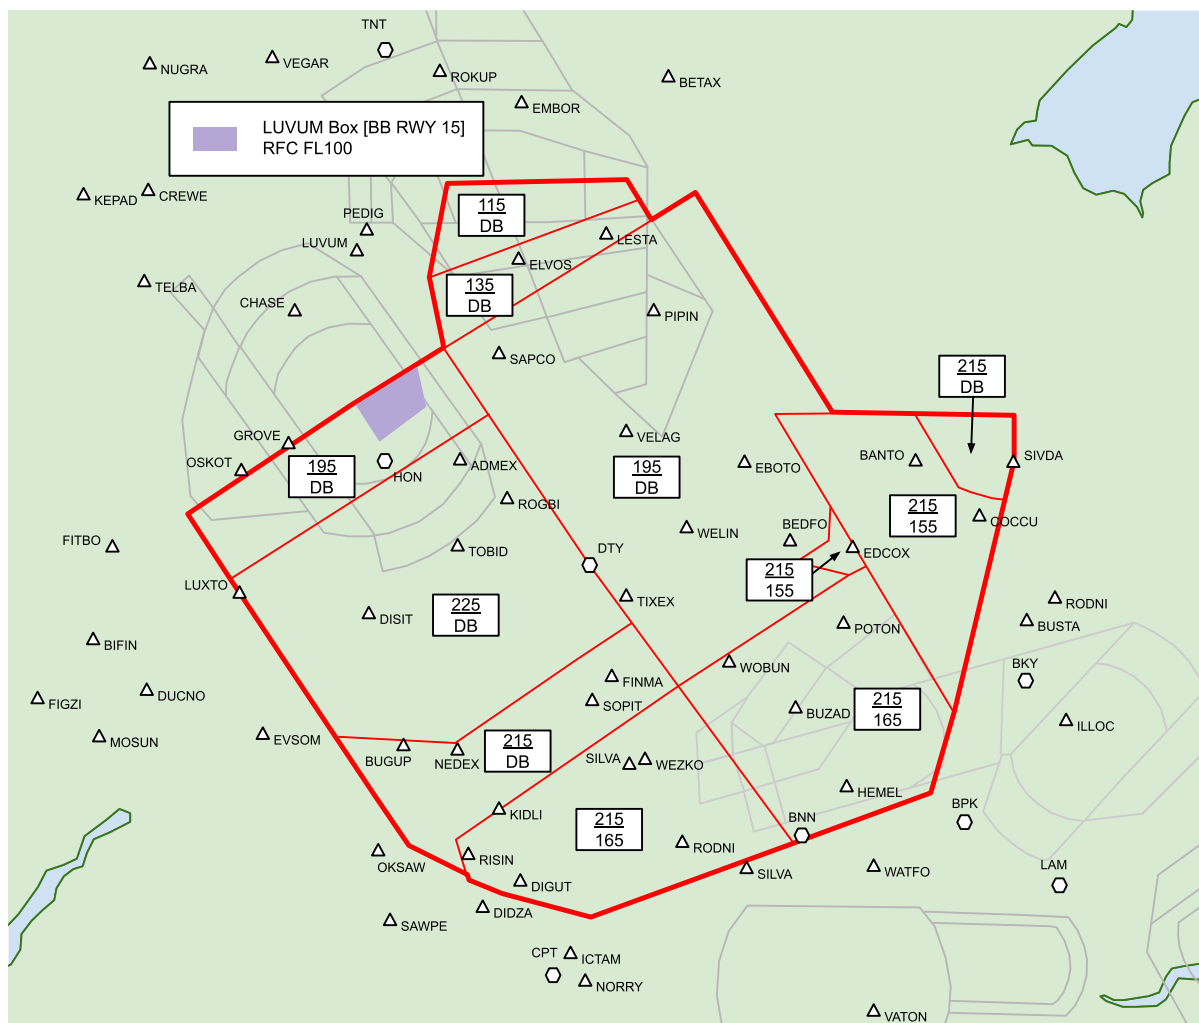 TNT
NUGRA
VEGAR
ROKUP
BETAX
EMBOR
LUVUM Box [BB RWY 15]
RFC FL100
KEPAD
CREWE
PEDIG
115
DB
LUVUM
LESTA
ELVOS
TELBA
135
DB
CHASE
PIPIN
SAPCO
215
DB
GROVE
VELAG
OSKOT
195
DB
HON
ADMEX
195
DB
EBOTO
BANTO
SIVDA
ROGBI
215
155
COCCU
FITBO
TOBID
DTY
WELIN
BEDFO
EDCOX
LUXTO
215
155
TIXEX
RODNI
DISIT
225
DB
POTON
BUSTA
BIFIN
WOBUN
BKY
FINMA
FIGZI
DUCNO
SOPIT
BUZAD
215
165
ILLOC
MOSUN
EVSOM
BUGUP
NEDEX
215
DB
SILVA
WEZKO
HEMEL
KIDLI
BPK
215
165
BNN
RODNI
OKSAW
RISIN
SILVA
WATFO
LAM
DIGUT
DIDZA
SAWPE
CPT
ICTAM
NORRY
VATON